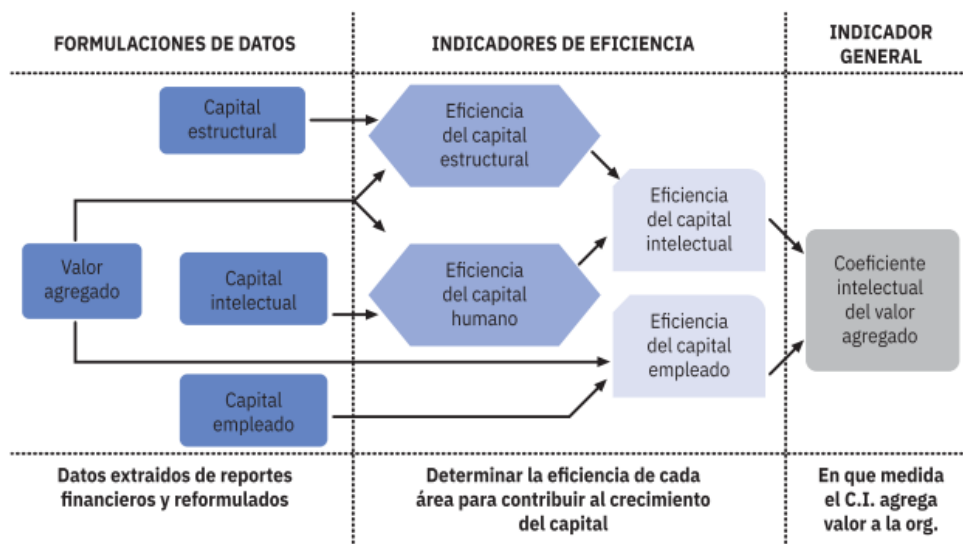 FORMULACIONES DE DATOS
INDICADORES DE EFICIENCIA
INDICADOR
GENERAL
Capital
estructural
Eficiencia
del capital
estructural
Eficiencia
del capital
intelectual
Valor
agregado
Capital
intelectual
Eficiencia
del capital
humano
Coeficiente
intelectual
del valor
agregado
Eficiencia
del capital
empleado
Capital
empleado
Datos extraidos de reportes
financieros y reformulados
Determinar la eficiencia de cada
área para contribuir al crecimiento
del capital
En que medida
el C.I. agrega
valor a la org.